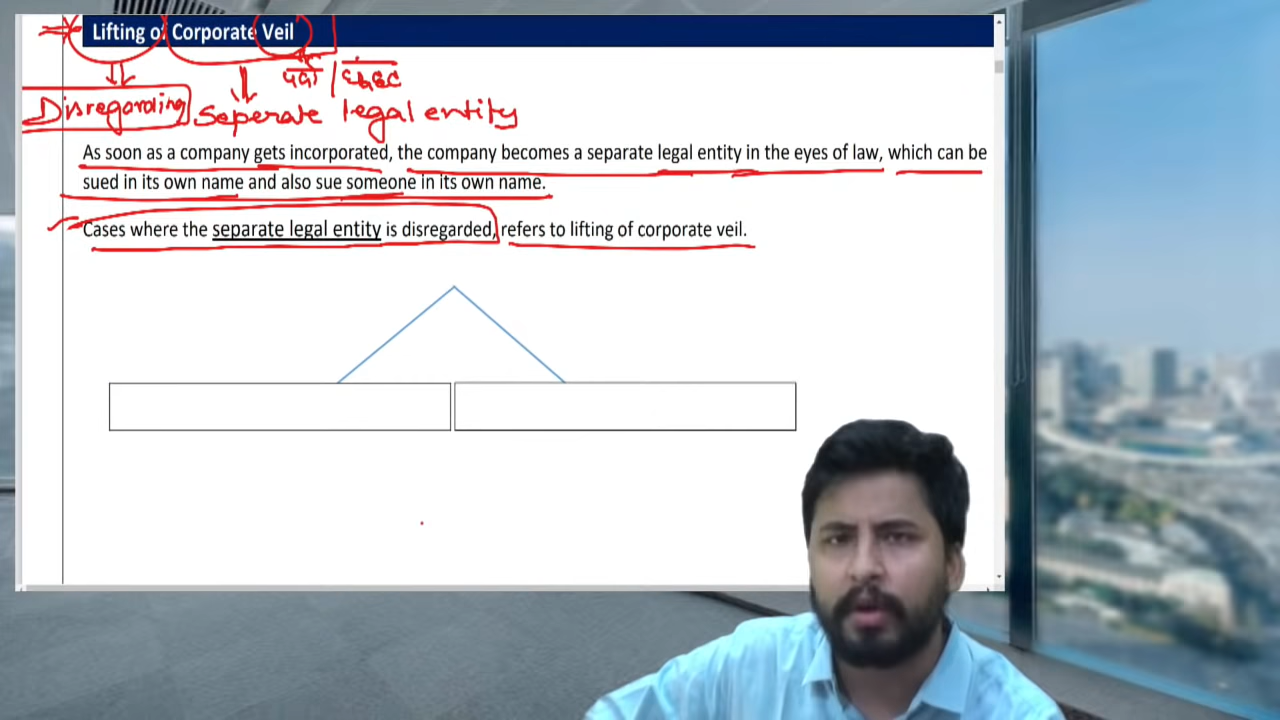 Lifting of Corporate Veil
Disregarding Seperate legal entity
As soon as a company gets incorporated, the company becomes a separate legal entity in the eyes of law, which can be
sued in its own name and also sue someone in its own name.
Cases where the separate legal entity is disregarded, refers to lifting of corporate veil.